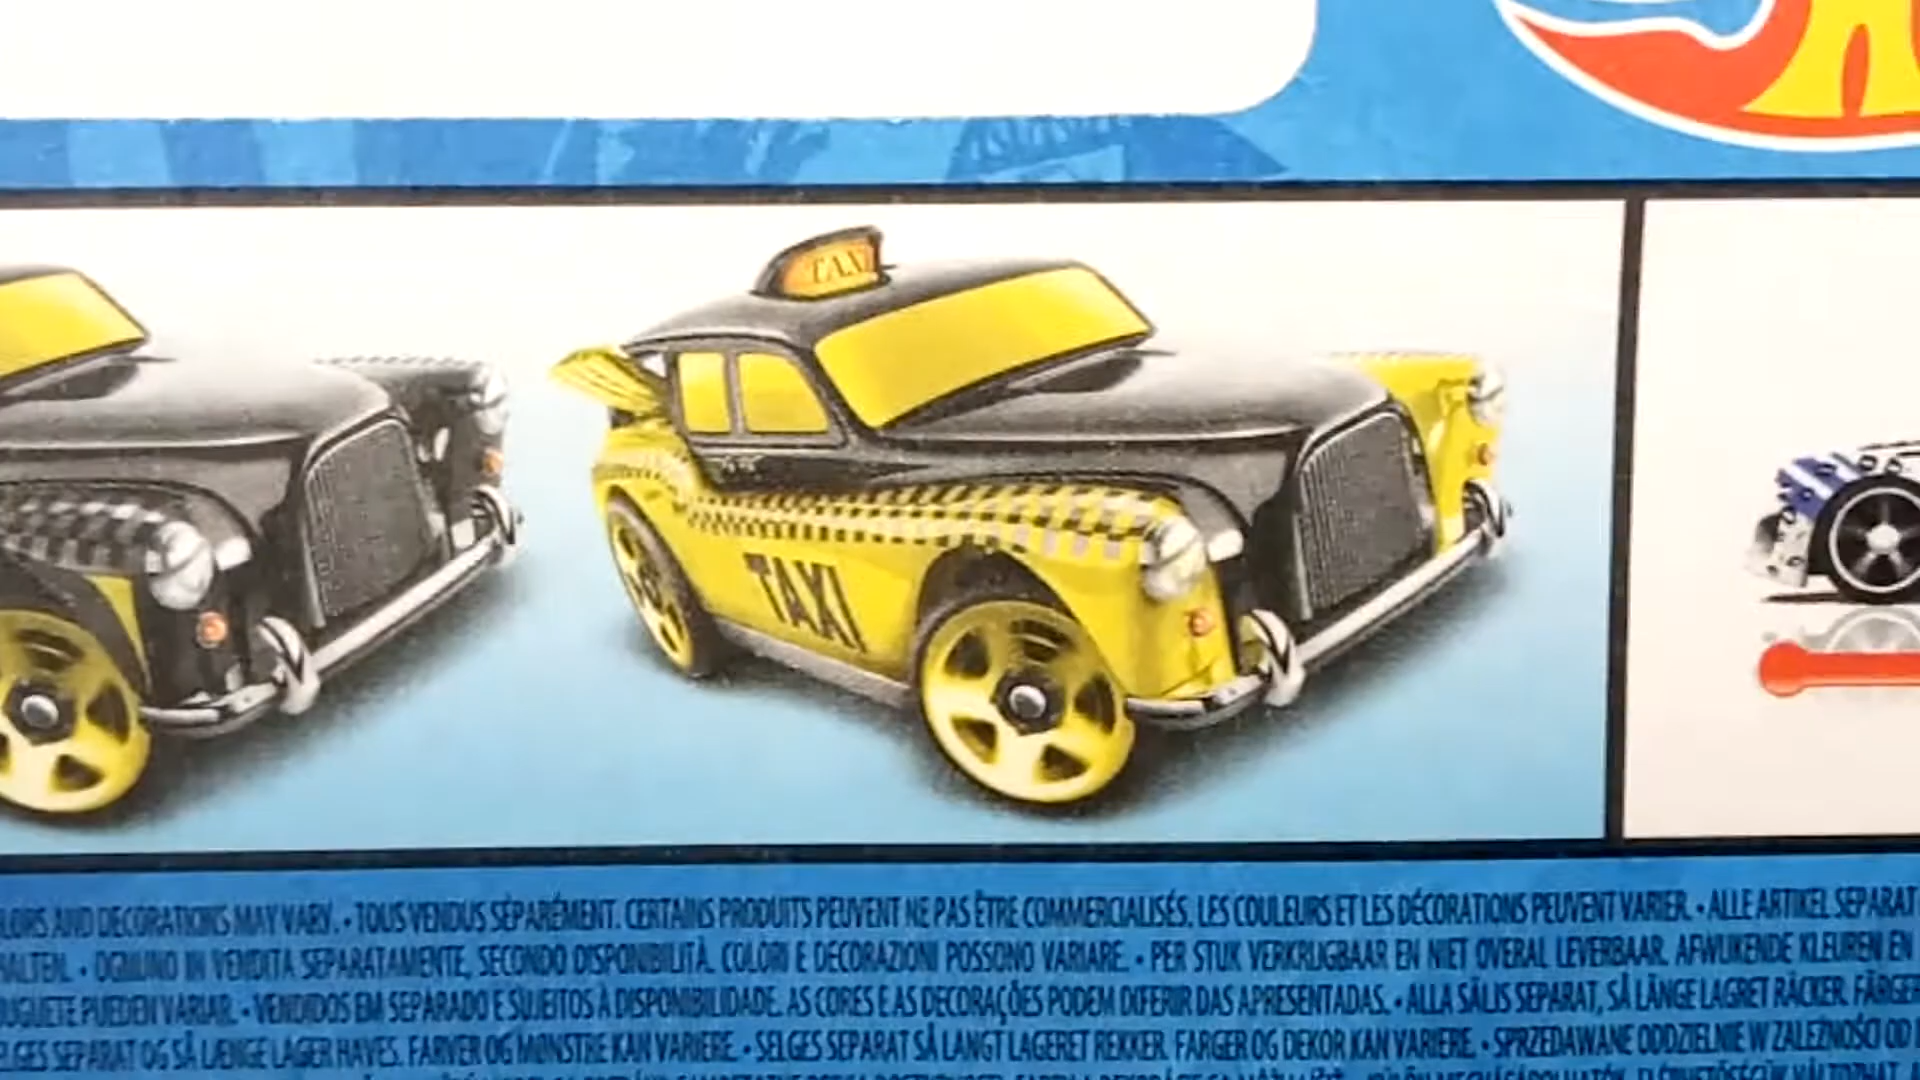 TAXI
TAXI
ORS AND DECORATIONS MAY VARY. • TOUS VENDUS SÉPARÉMENT. CERTAINS PRODUITS PEUVENT NE PAS ÊTRE COMMERCIALISÉS. LES COULEURS ET LES DÉCORATIONS PEUVENT VARIER. • ALLE ARTIKEL SEPARAT
HALTEN. • OGNUNO IN VENDITA SEPARATAMENTE, SECONDO DISPONIBILITÀ. COLORI E DECORAZIONI POSSONO VARIARE. • PER STUK VERKRIJGBAAR EN NIET OVERAL LEVERBAAR. AFWIJKENDE KLEUREN EN
UGUETE PUEDEN VARIAR. • VENDIDOS EM SEPARADO E SUJEITOS À DISPONIBILIDADE. AS CORES E AS DECORAÇÕES PODEM DIFERIR DAS APRESENTADAS. • ALLA SÄLJS SEPARAT, SÅ LÄNGE LAGRET RÄCKER. FÄRGER
LGES SEPARAT OG SÅ LÆNGE LAGER HAVES. FARVER OG MØNSTRE KAN VARIERE. • SELGES SEPARAT SÅ LANGT LAGERET REKKER. FARGER OG DEKOR KAN VARIERE. • SPRZEDAWANE ODDZIELNIE W ZALEŻNOŚCI OD